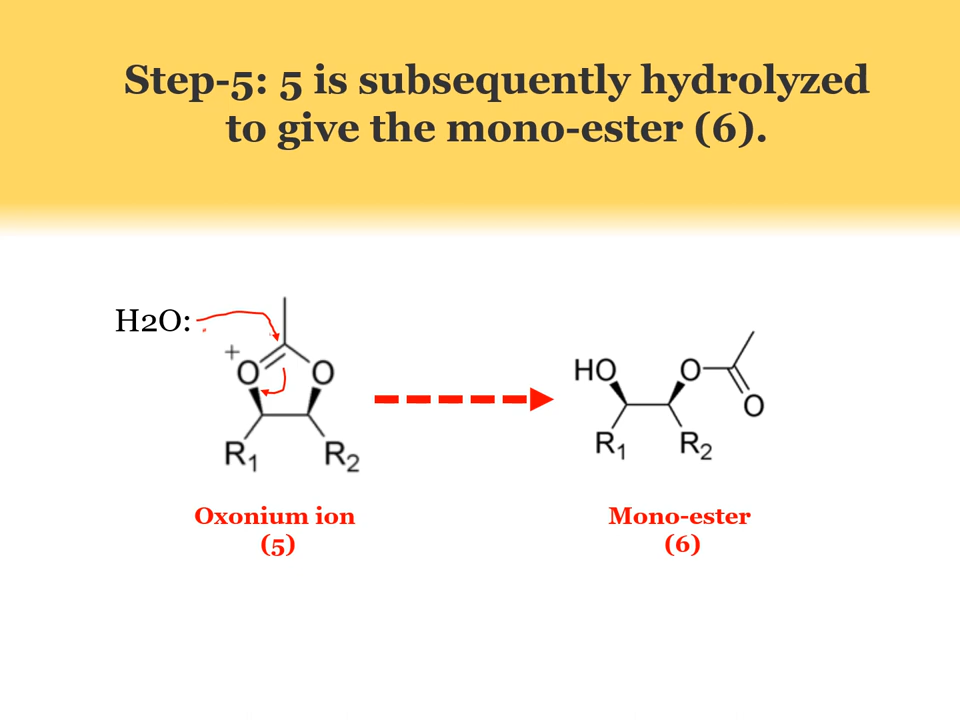 Step-5: 5 is subsequently hydrolyzed
to give the mono-ester (6).
H2O:
+
O
O
R1
R2
HO
O
O
R1
R2
Oxonium ion
(5)
Mono-ester
(6)